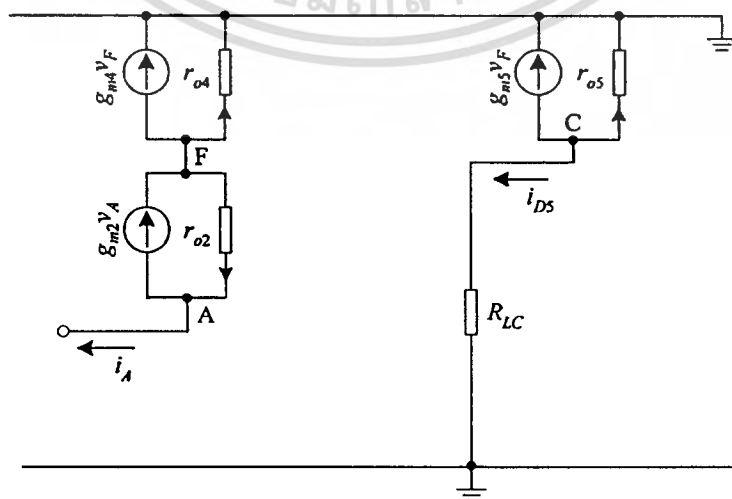 g_{m4}v_F
r_{o4}
g_{m5}v_F
r_{o5}
F
C
g_{m2}v_A
r_{o2}
i_{D5}
A
R_{LC}
i_A